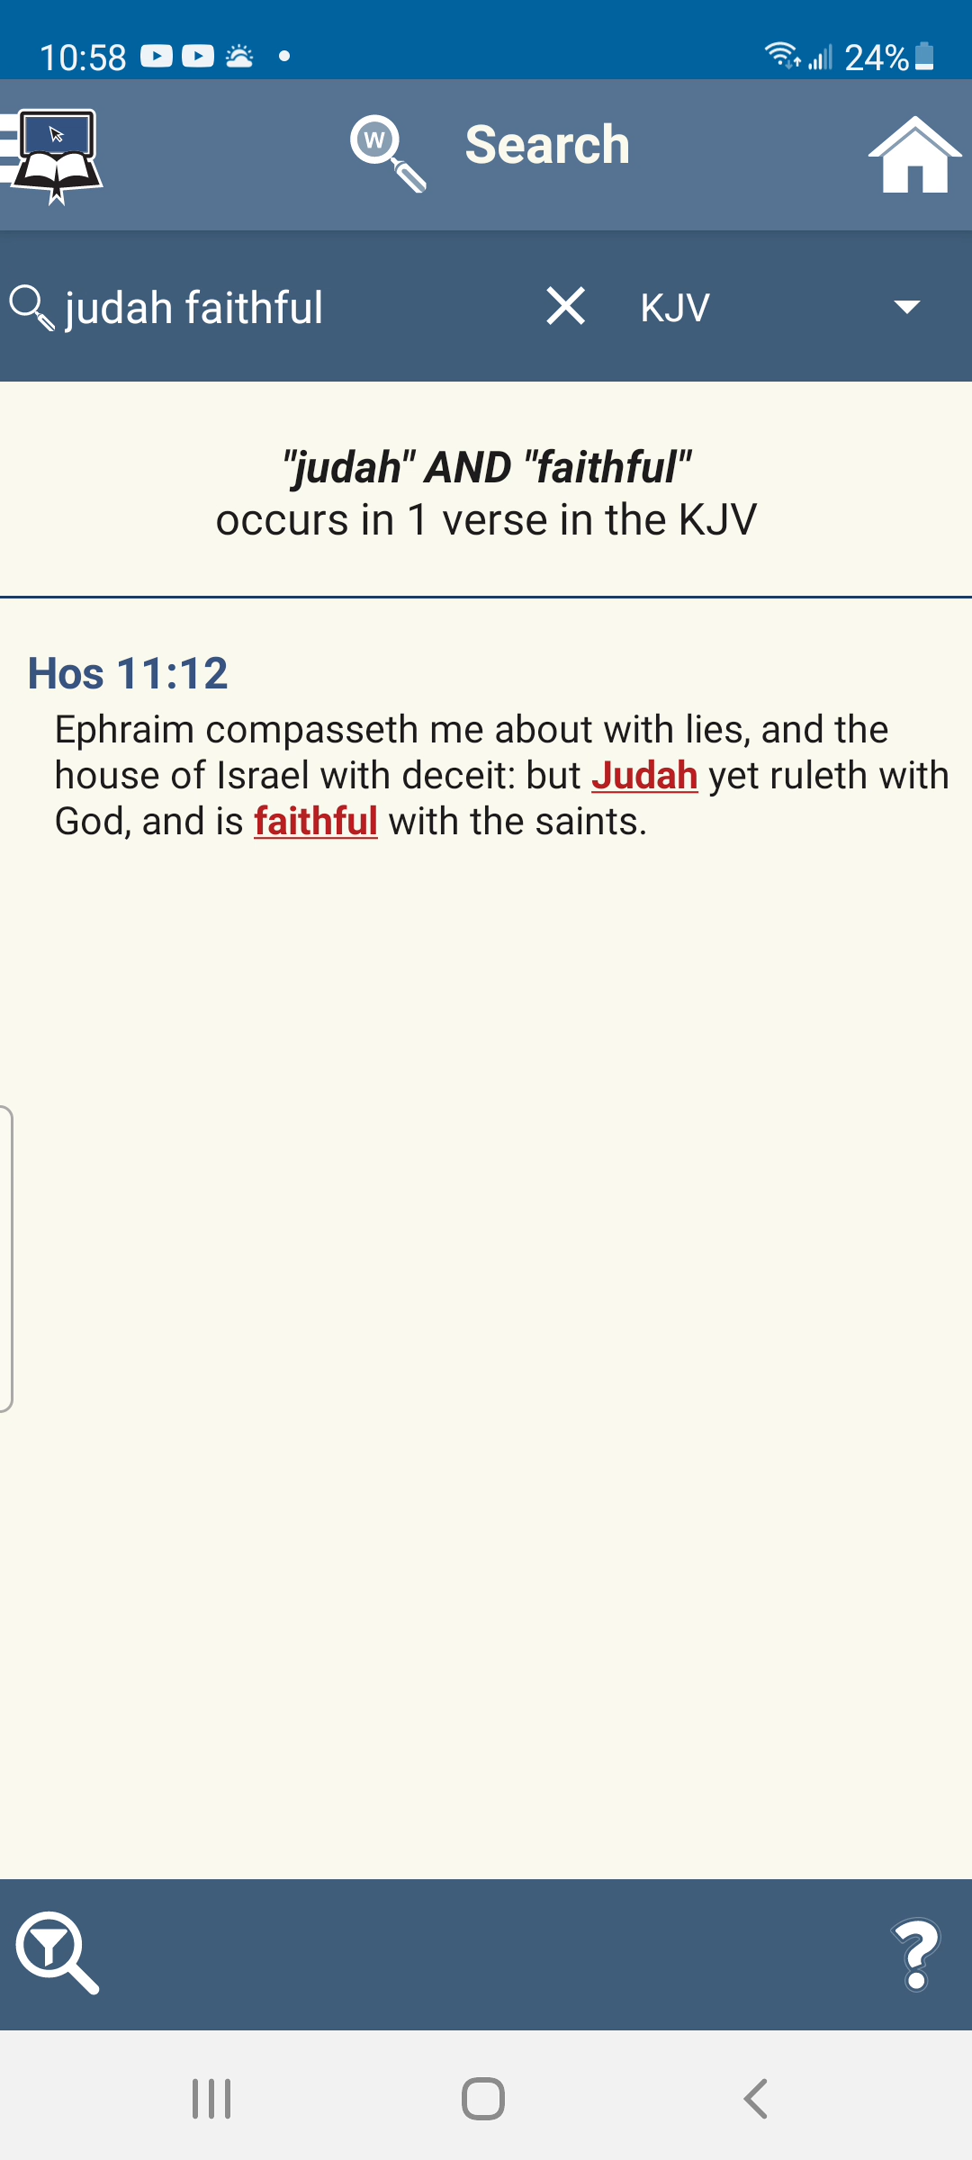 10:58 24%
W Search
judah faithful KJV
"judah" AND "faithful"
occurs in 1 verse in the KJV
Hos 11:12
Ephraim compasseth me about with lies, and the
house of Israel with deceit: but Judah yet ruleth with
God, and is faithful with the saints.
?